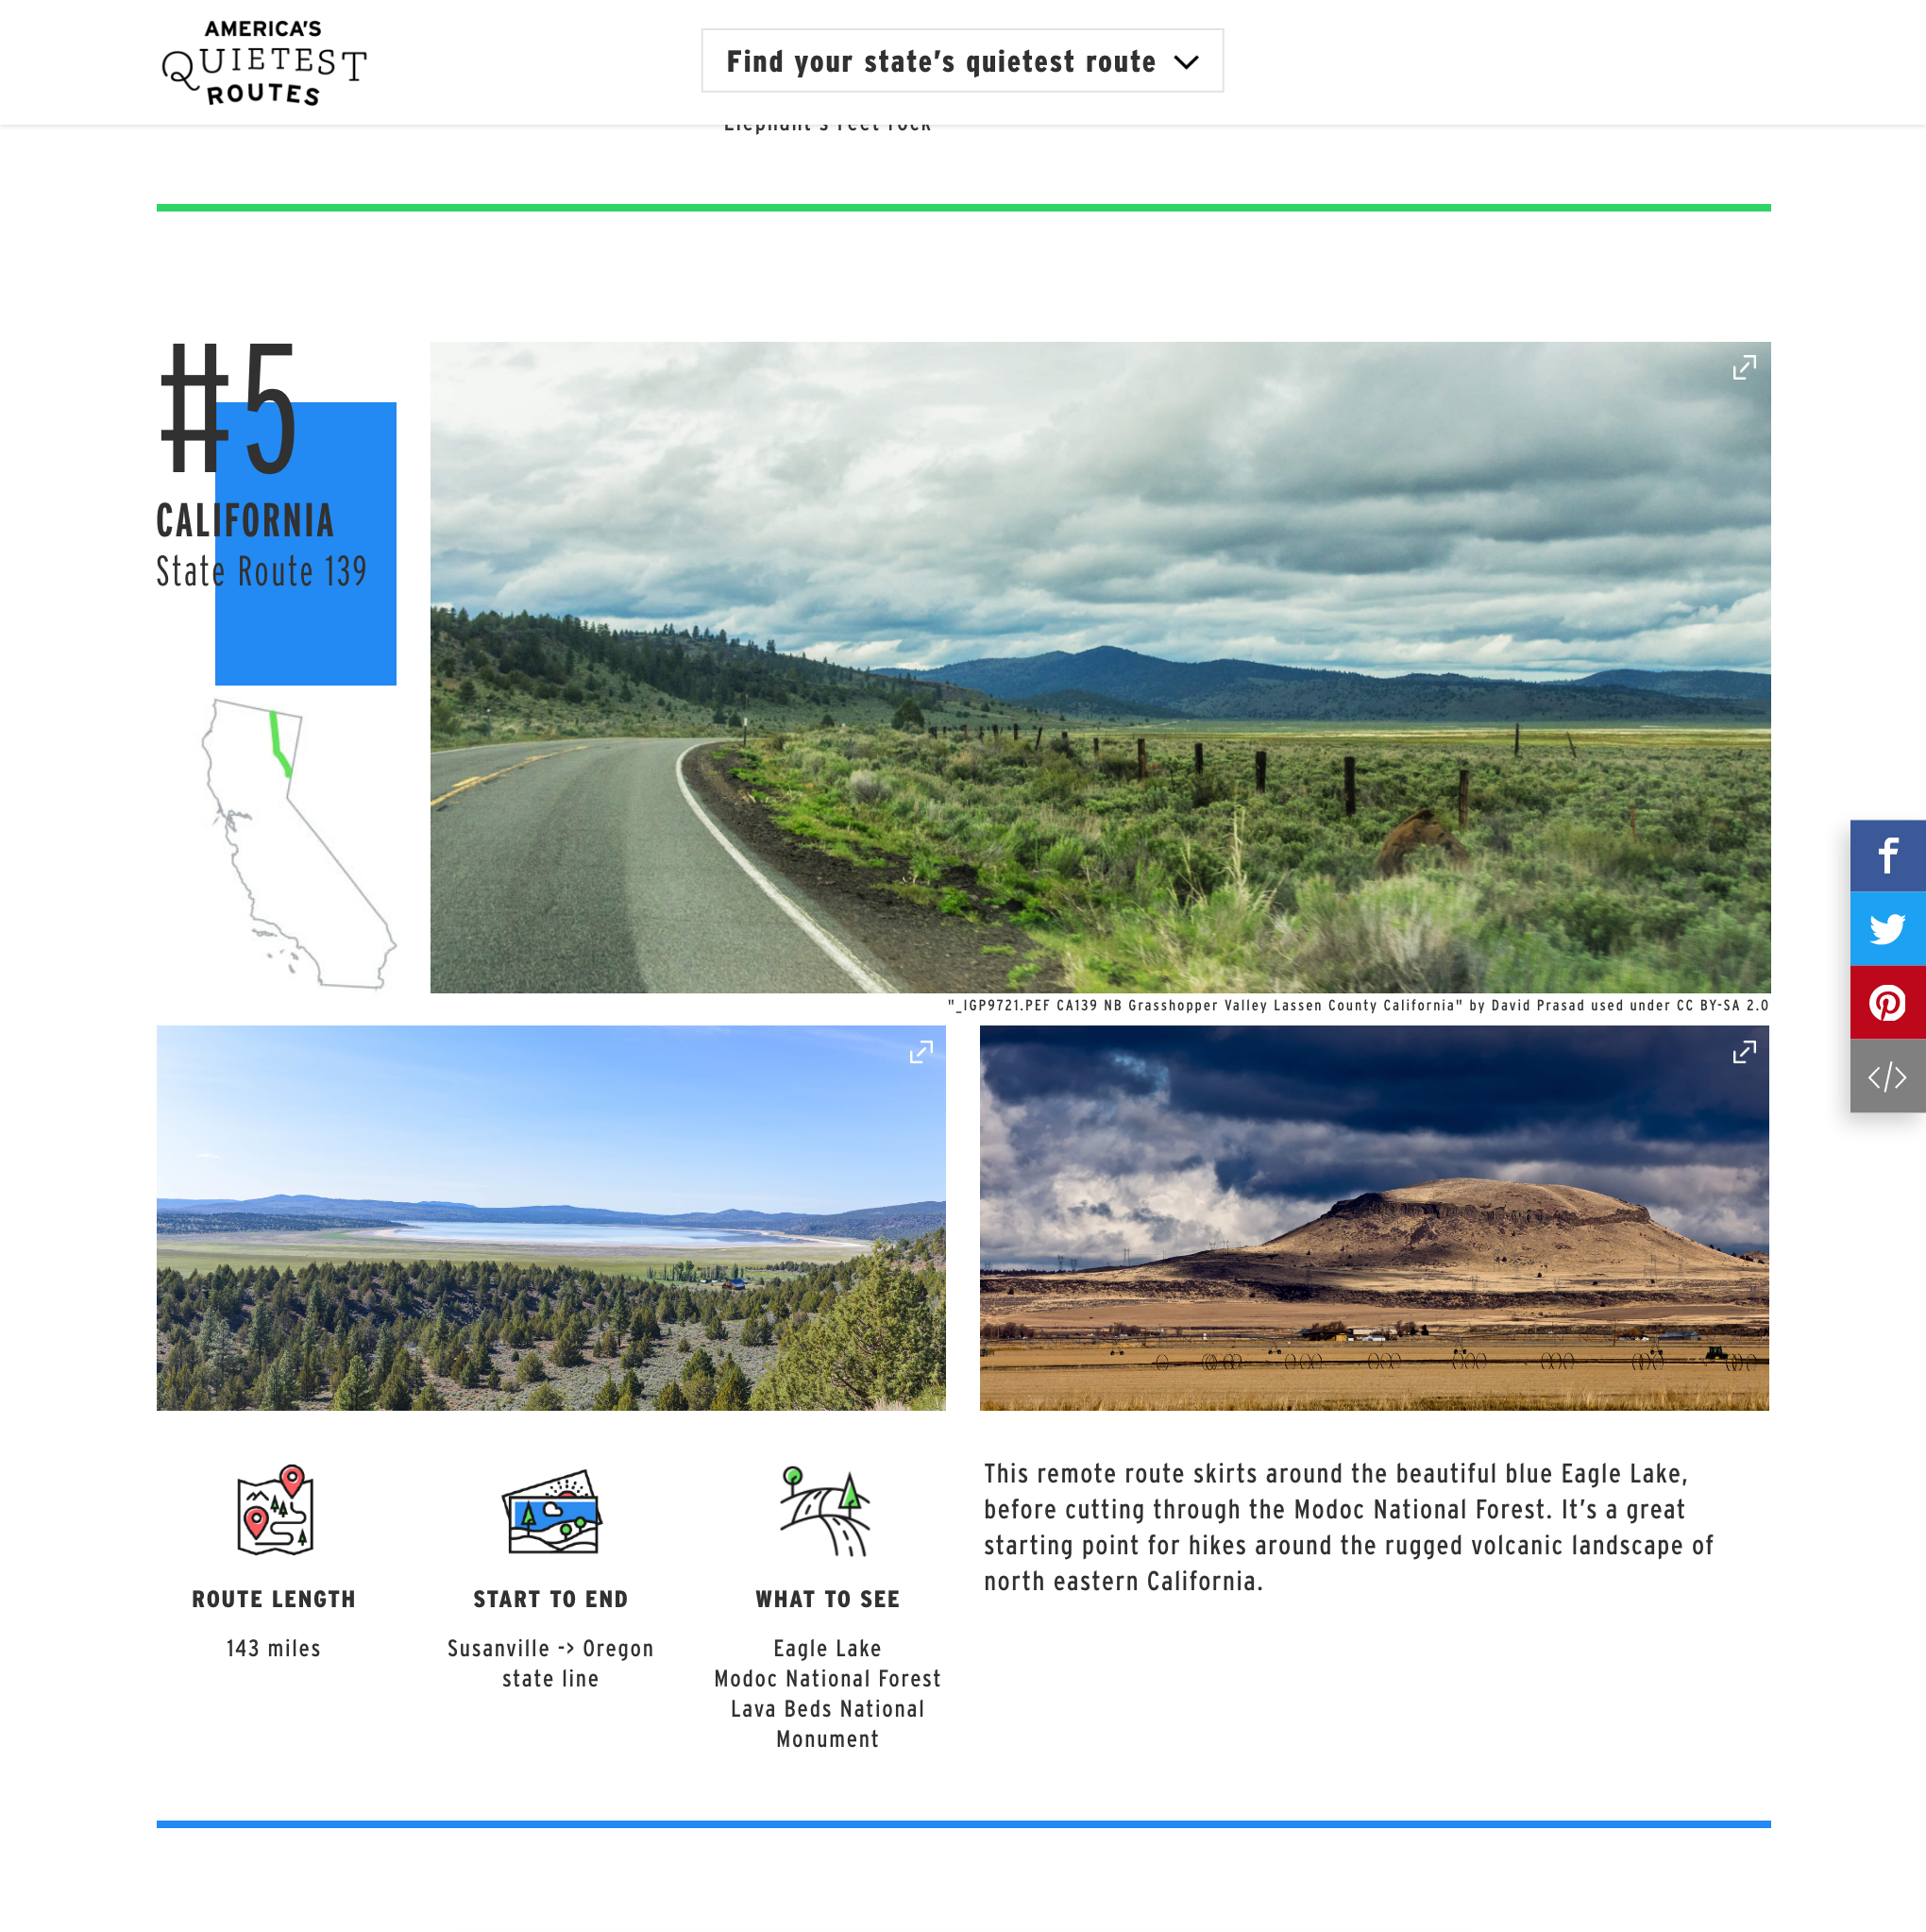 AMERICA'S
QUIETEST
ROUTES
Find your state's quietest route
Elephant's Feet rock
#5
CALIFORNIA
State Route 139
"_IGP9721.PEF CA139 NB Grasshopper Valley Lassen County California" by David Prasad used under CC BY-SA 2.0
This remote route skirts around the beautiful blue Eagle Lake,
before cutting through the Modoc National Forest. It's a great
starting point for hikes around the rugged volcanic landscape of
north eastern California.
ROUTE LENGTH
143 miles
START TO END
Susanville -> Oregon
state line
WHAT TO SEE
Eagle Lake
Modoc National Forest
Lava Beds National
Monument